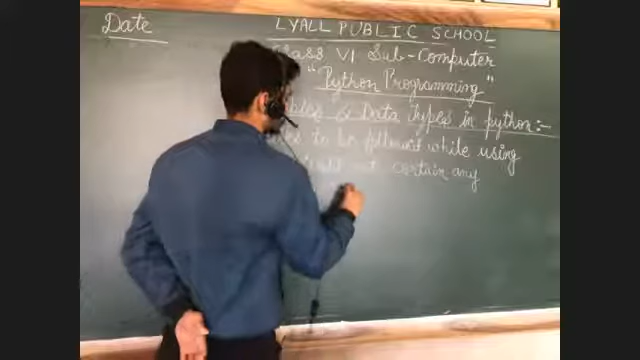 Date
LYALL PUBLIC SCHOOL
Class VI Sub-Computer
"Python Programming"
& Data Types in python:-
to be followed while using
not certain any